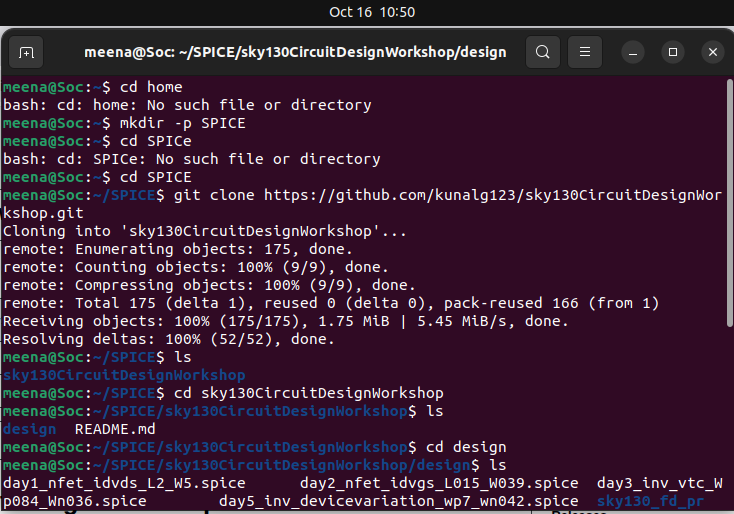 Oct 16 10:50
meena@Soc: ~/SPICE/sky130CircuitDesignWorkshop/design
meena@Soc:~$ cd home
bash: cd: home: No such file or directory
meena@Soc:~$ mkdir -p SPICE
meena@Soc:~$ cd SPICe
bash: cd: SPICe: No such file or directory
meena@Soc:~$ cd SPICE
meena@Soc:~/SPICE$ git clone https://github.com/kunalg123/sky130CircuitDesignWor
kshop.git
Cloning into 'sky130CircuitDesignWorkshop'...
remote: Enumerating objects: 175, done.
remote: Counting objects: 100% (9/9), done.
remote: Compressing objects: 100% (9/9), done.
remote: Total 175 (delta 1), reused 0 (delta 0), pack-reused 166 (from 1)
Receiving objects: 100% (175/175), 1.75 MiB | 5.45 MiB/s, done.
Resolving deltas: 100% (52/52), done.
meena@Soc:~/SPICE$ ls
sky130CircuitDesignWorkshop
meena@Soc:~/SPICE$ cd sky130CircuitDesignWorkshop
meena@Soc:~/SPICE/sky130CircuitDesignWorkshop$ ls
design  README.md
meena@Soc:~/SPICE/sky130CircuitDesignWorkshop$ cd design
meena@Soc:~/SPICE/sky130CircuitDesignWorkshop/design$ ls
day1_nfet_idvds_L2_W5.spice      day2_nfet_idvgs_L015_W039.spice  day3_inv_vtc_W
p084_Wn036.spice       day5_inv_devicevariation_wp7_wn042.spice  sky130_fd_pr